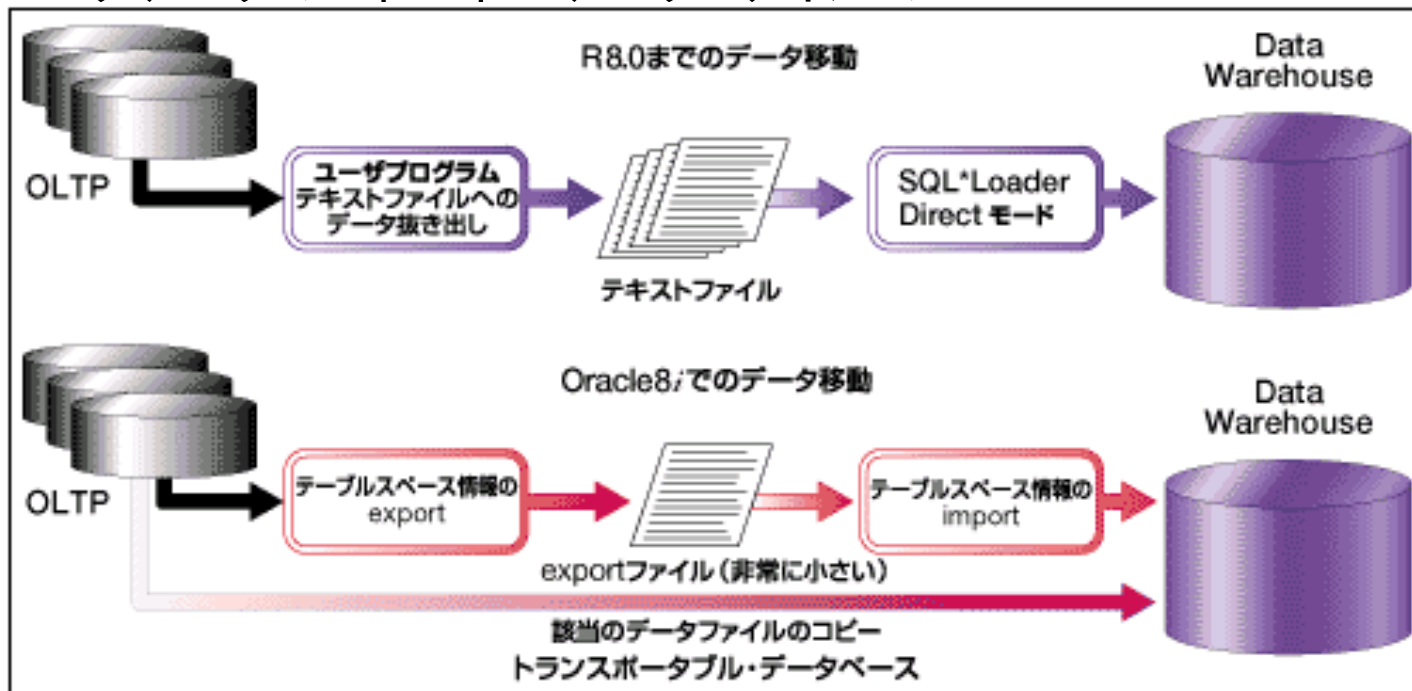 R8.0までのデータ移動
Data
Warehouse
OLTP
ユーザプログラム
テキストファイルへの
データ抜き出し
SQL*Loader
Direct モード
テキストファイル
Oracle8iでのデータ移動
Data
Warehouse
OLTP
テーブルスペース情報の
export
テーブルスペース情報の
import
exportファイル(非常に小さい)
該当のデータファイルのコピー
トランスポータブル・データベース